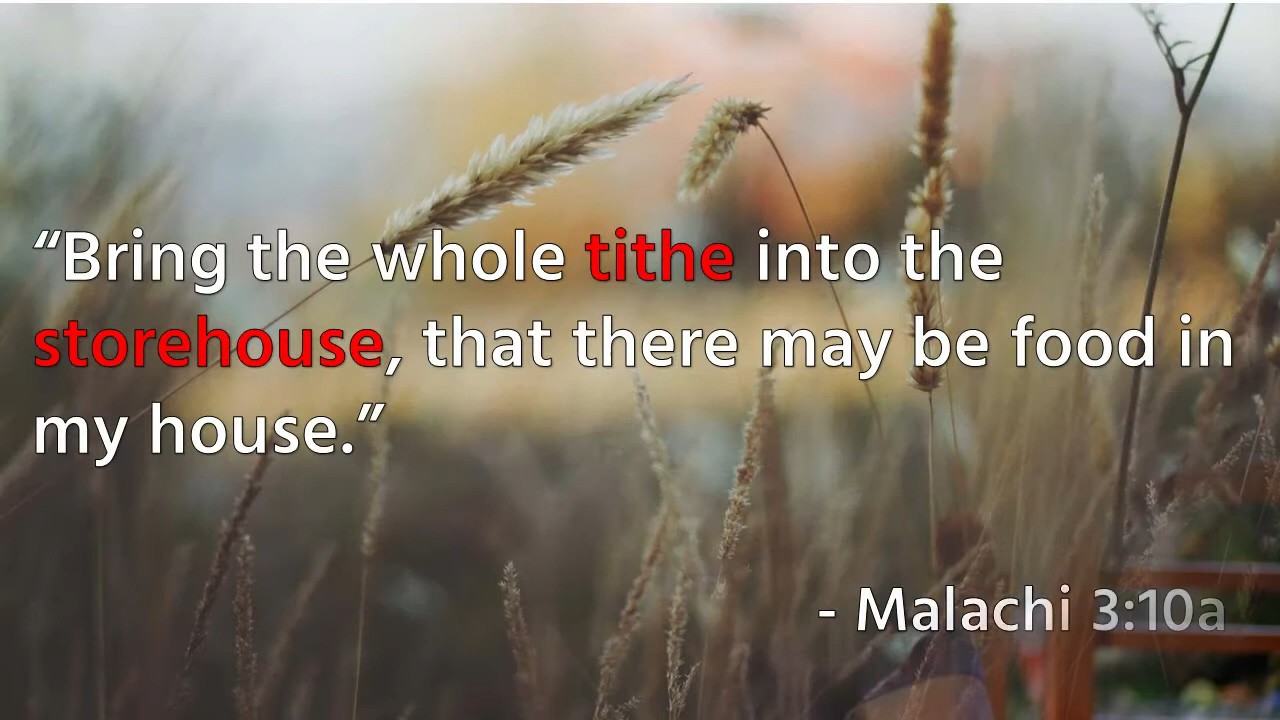 “Bring the whole tithe into the
storehouse, that there may be food in
my house.”
- Malachi 3:10a